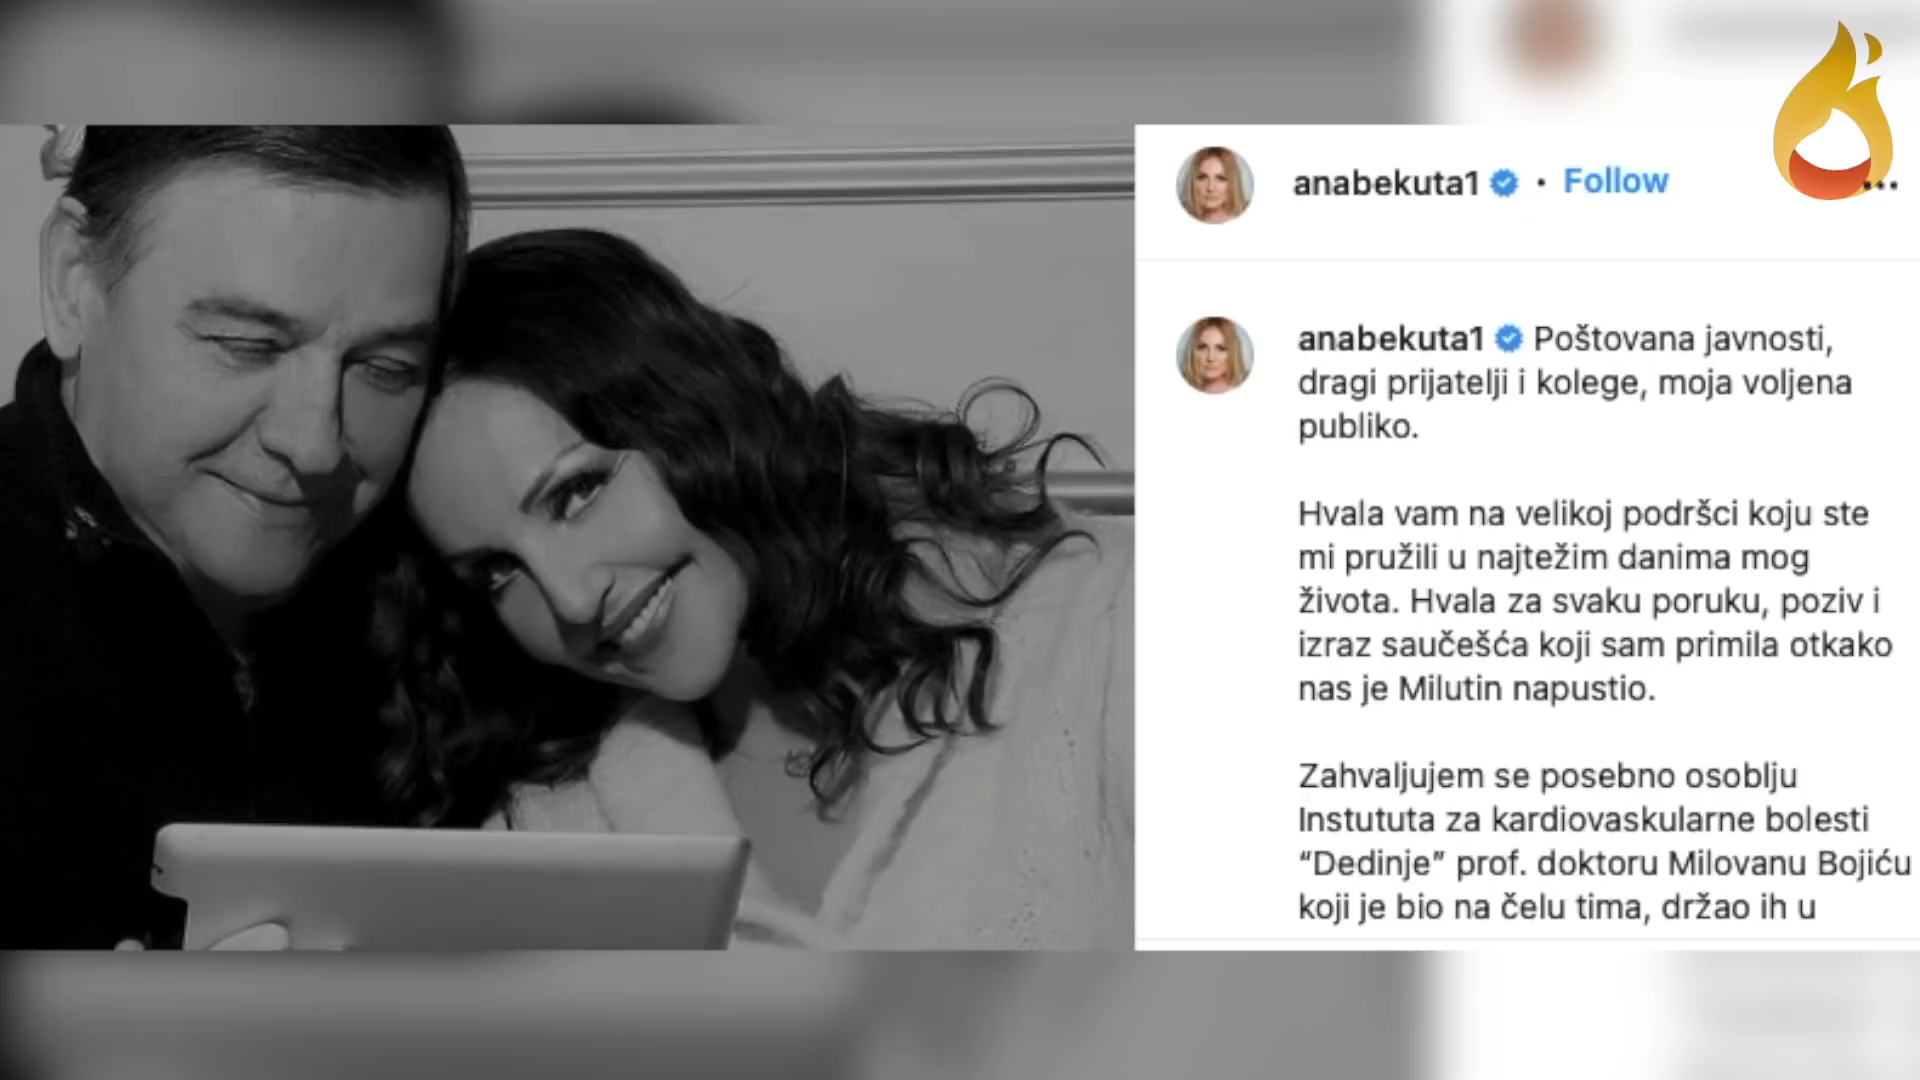 anabekuta1 • Follow ...
anabekuta1 Poštovana javnosti,
dragi prijatelji i kolege, moja voljena
publiko.
Hvala vam na velikoj podršci koju ste
mi pružili u najtežim danima mog
života. Hvala za svaku poruku, poziv i
izraz saučešća koji sam primila otkako
nas je Milutin napustio.
Zahvaljujem se posebno osoblju
Instututa za kardiovaskularne bolesti
“Dedinje” prof. doktoru Milovanu Bojiću
koji je bio na čelu tima, držao ih u